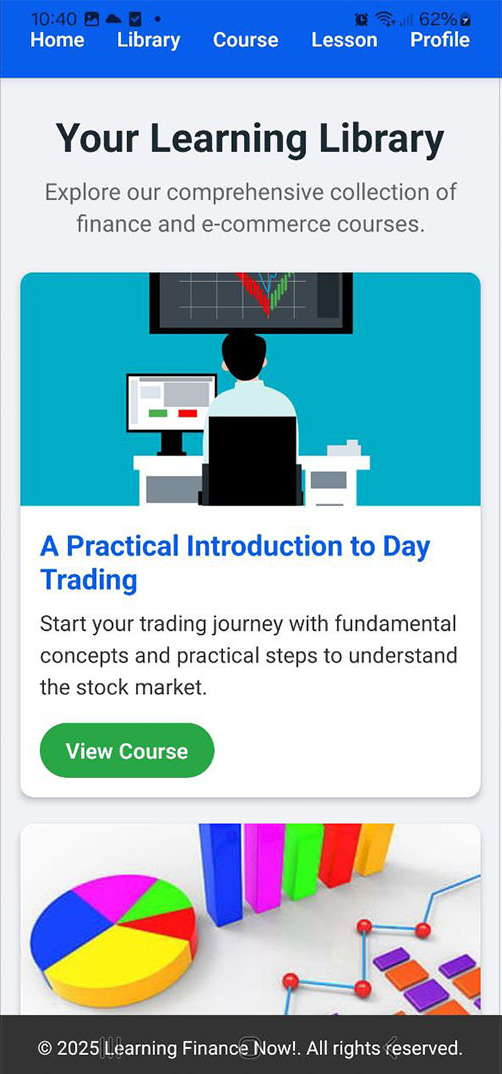 10:40
62%
Home Library Course Lesson Profile
Your Learning Library
Explore our comprehensive collection of
finance and e-commerce courses.
A Practical Introduction to Day
Trading
Start your trading journey with fundamental
concepts and practical steps to understand
the stock market.
View Course
© 2025 Learning Finance Now!. All rights reserved.